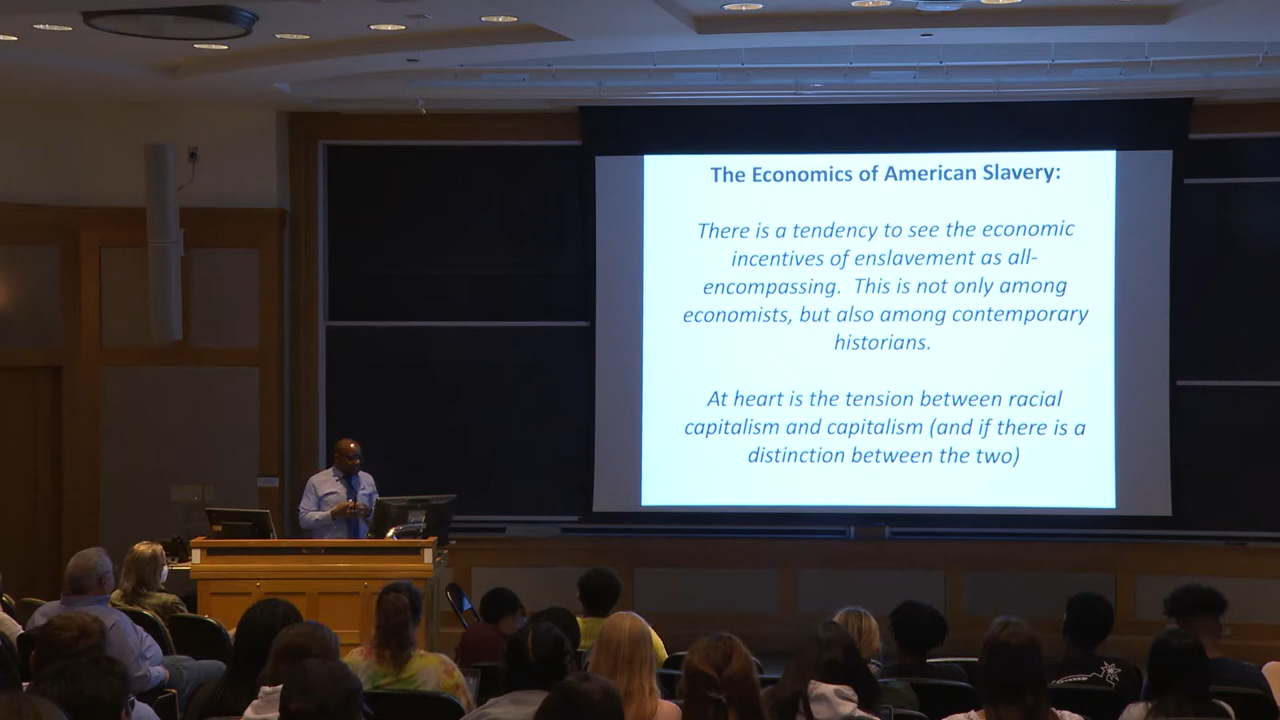 The Economics of American Slavery:
There is a tendency to see the economic
incentives of enslavement as all-
encompassing.  This is not only among
economists, but also among contemporary
historians.
At heart is the tension between racial
capitalism and capitalism (and if there is a
distinction between the two)